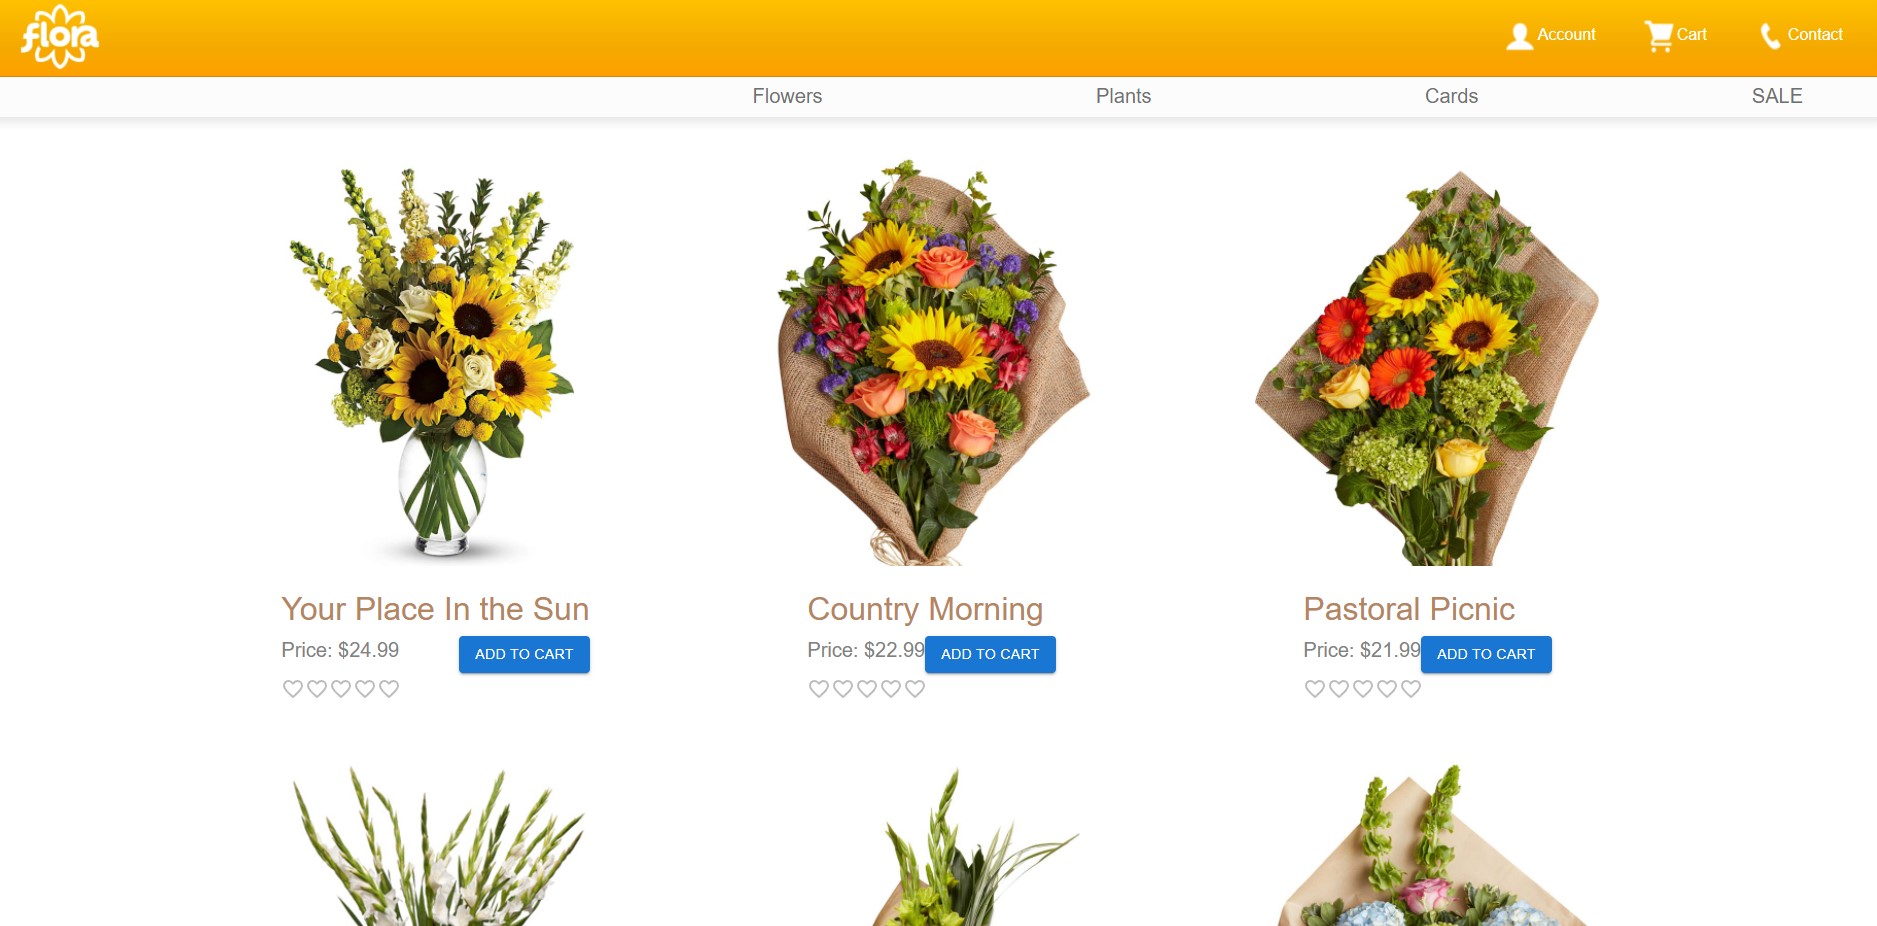 flora
Account
Cart
Contact
Flowers
Plants
Cards
SALE
Your Place In the Sun
Price: $24.99
ADD TO CART
Country Morning
Price: $22.99
ADD TO CART
Pastoral Picnic
Price: $21.99
ADD TO CART